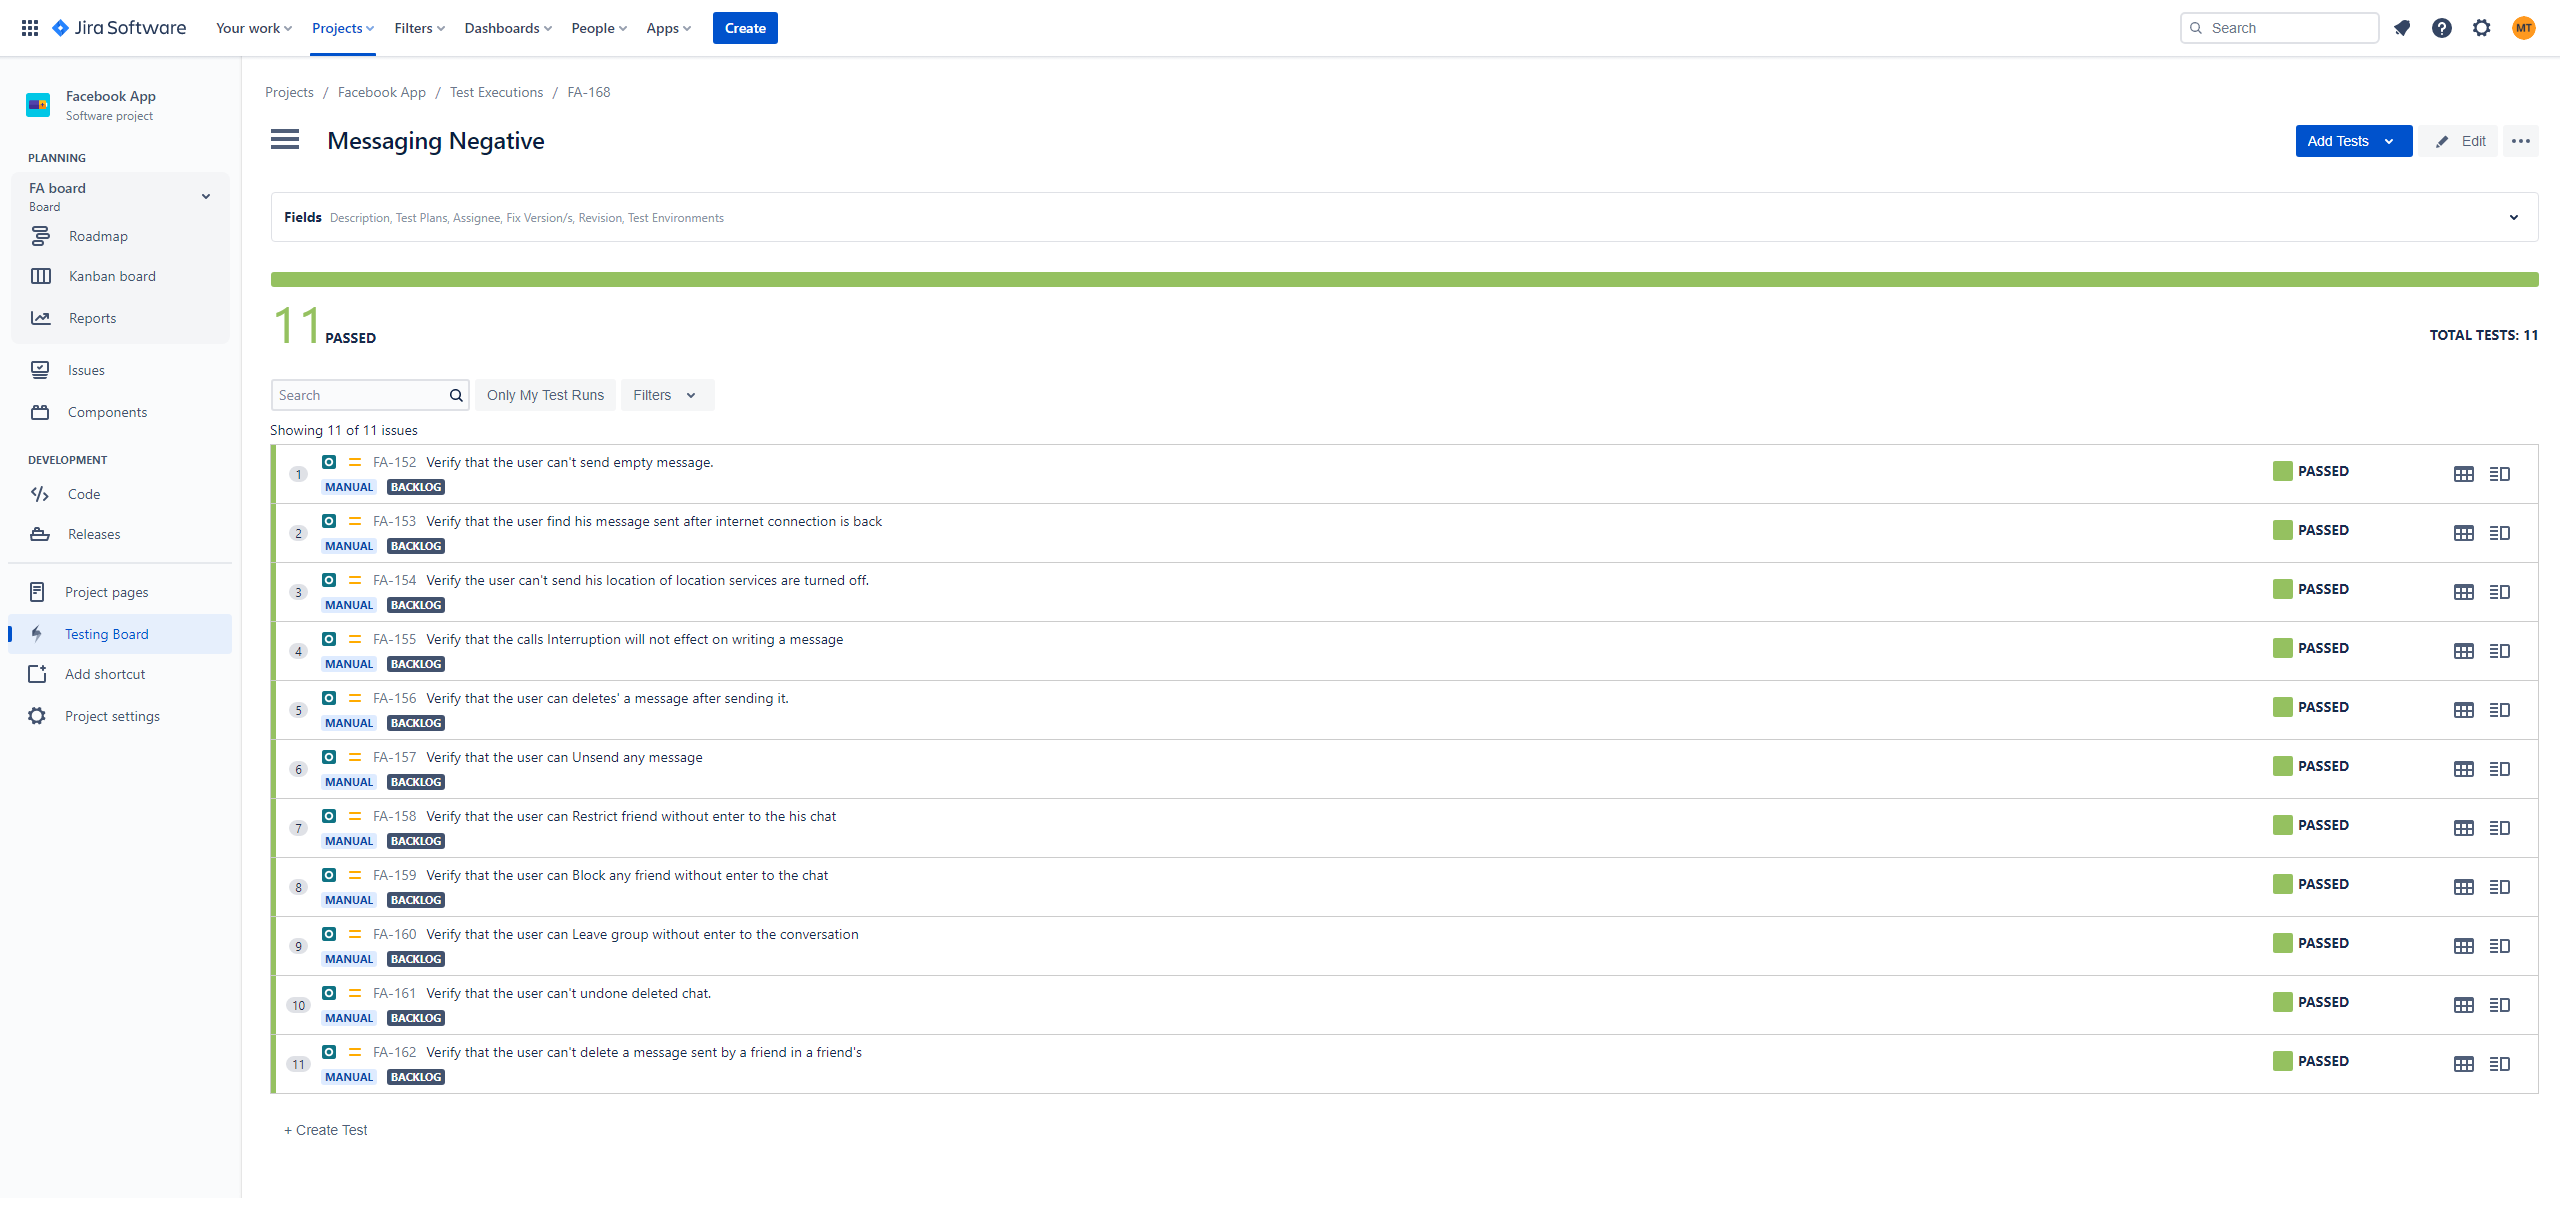 Jira Software
Your work Projects Filters Dashboards People Apps Create Search MT
Facebook App
Software project
PLANNING
FA board
Board
Roadmap
Kanban board
Reports
Issues
Components
DEVELOPMENT
Code
Releases
Project pages
Testing Board
Add shortcut
Project settings
Projects / Facebook App / Test Executions / FA-168
Messaging Negative
Add Tests Edit
Fields Description, Test Plans, Assignee, Fix Version/s, Revision, Test Environments
11 PASSED TOTAL TESTS: 11
Search Only My Test Runs Filters
Showing 11 of 11 issues
1 FA-152 Verify that the user can't send empty message. PASSED
MANUAL BACKLOG
2 FA-153 Verify that the user find his message sent after internet connection is back PASSED
MANUAL BACKLOG
3 FA-154 Verify the user can't send his location of location services are turned off. PASSED
MANUAL BACKLOG
4 FA-155 Verify that the calls Interruption will not effect on writing a message PASSED
MANUAL BACKLOG
5 FA-156 Verify that the user can deletes' a message after sending it. PASSED
MANUAL BACKLOG
6 FA-157 Verify that the user can Unsend any message PASSED
MANUAL BACKLOG
7 FA-158 Verify that the user can Restrict friend without enter to the his chat PASSED
MANUAL BACKLOG
8 FA-159 Verify that the user can Block any friend without enter to the chat PASSED
MANUAL BACKLOG
9 FA-160 Verify that the user can Leave group without enter to the conversation PASSED
MANUAL BACKLOG
10 FA-161 Verify that the user can't undone deleted chat. PASSED
MANUAL BACKLOG
11 FA-162 Verify that the user can't delete a message sent by a friend in a friend's PASSED
MANUAL BACKLOG
+ Create Test